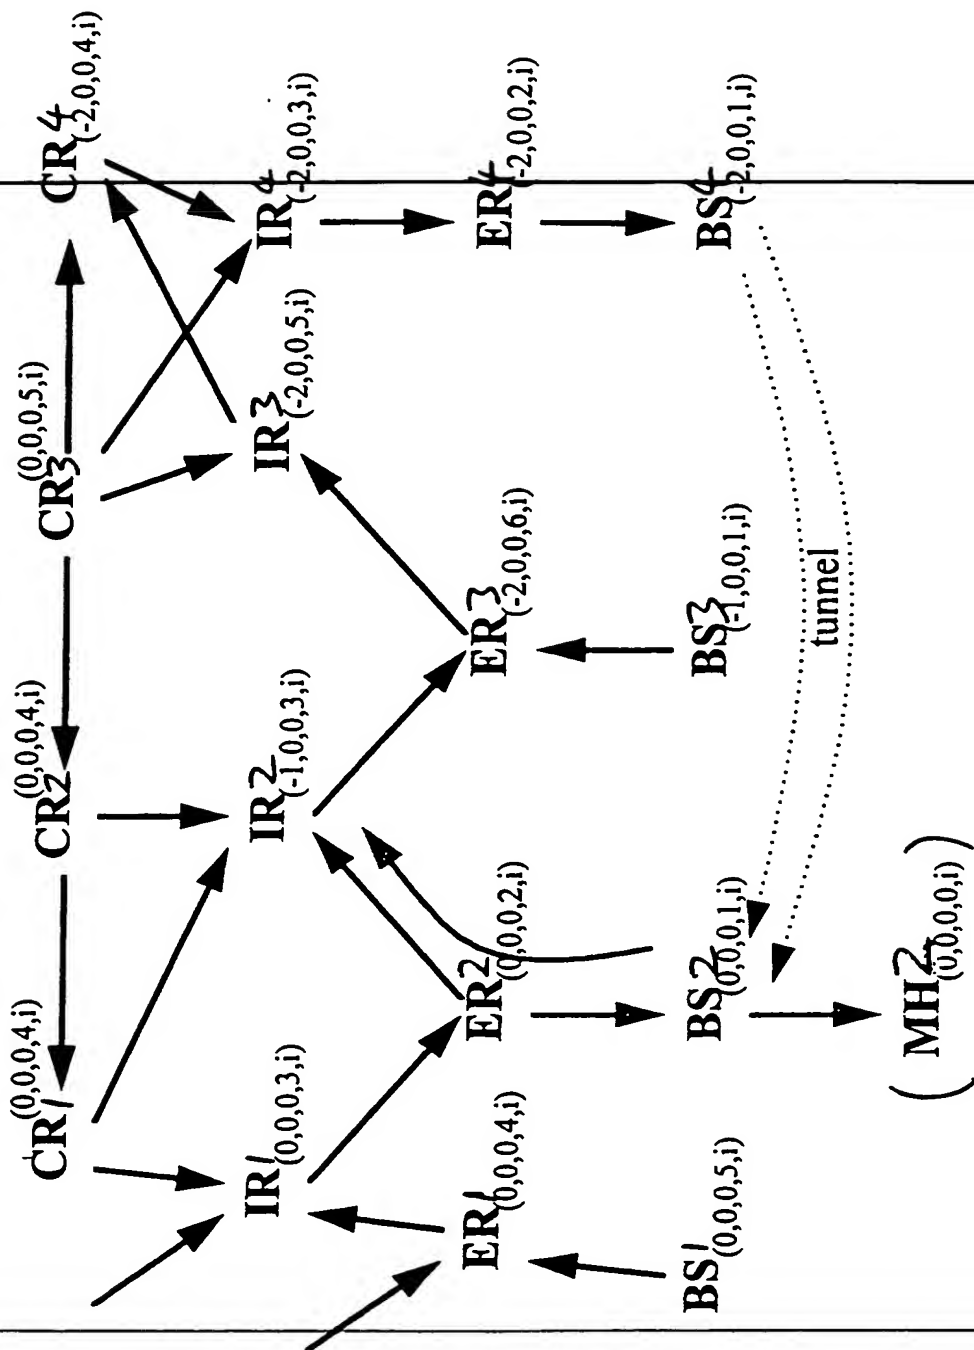 CR1 (0,0,0,4,i)
CR2 (0,0,0,4,i)
CR3 (0,0,0,5,i)
CR4 (-2,0,0,4,i)
IR1 (0,0,0,3,i)
IR2 (-1,0,0,3,i)
IR3 (-2,0,0,5,i)
IR4 (-2,0,0,3,i)
ER1 (0,0,0,4,i)
ER2 (0,0,0,2,i)
ER3 (-2,0,0,6,i)
ER4 (-2,0,0,2,i)
BS1 (0,0,0,5,i)
BS2 (0,0,0,1,i)
BS3 (-1,0,0,1,i)
BS4 (-2,0,0,1,i)
tunnel
(MH2 (0,0,0,0,i))